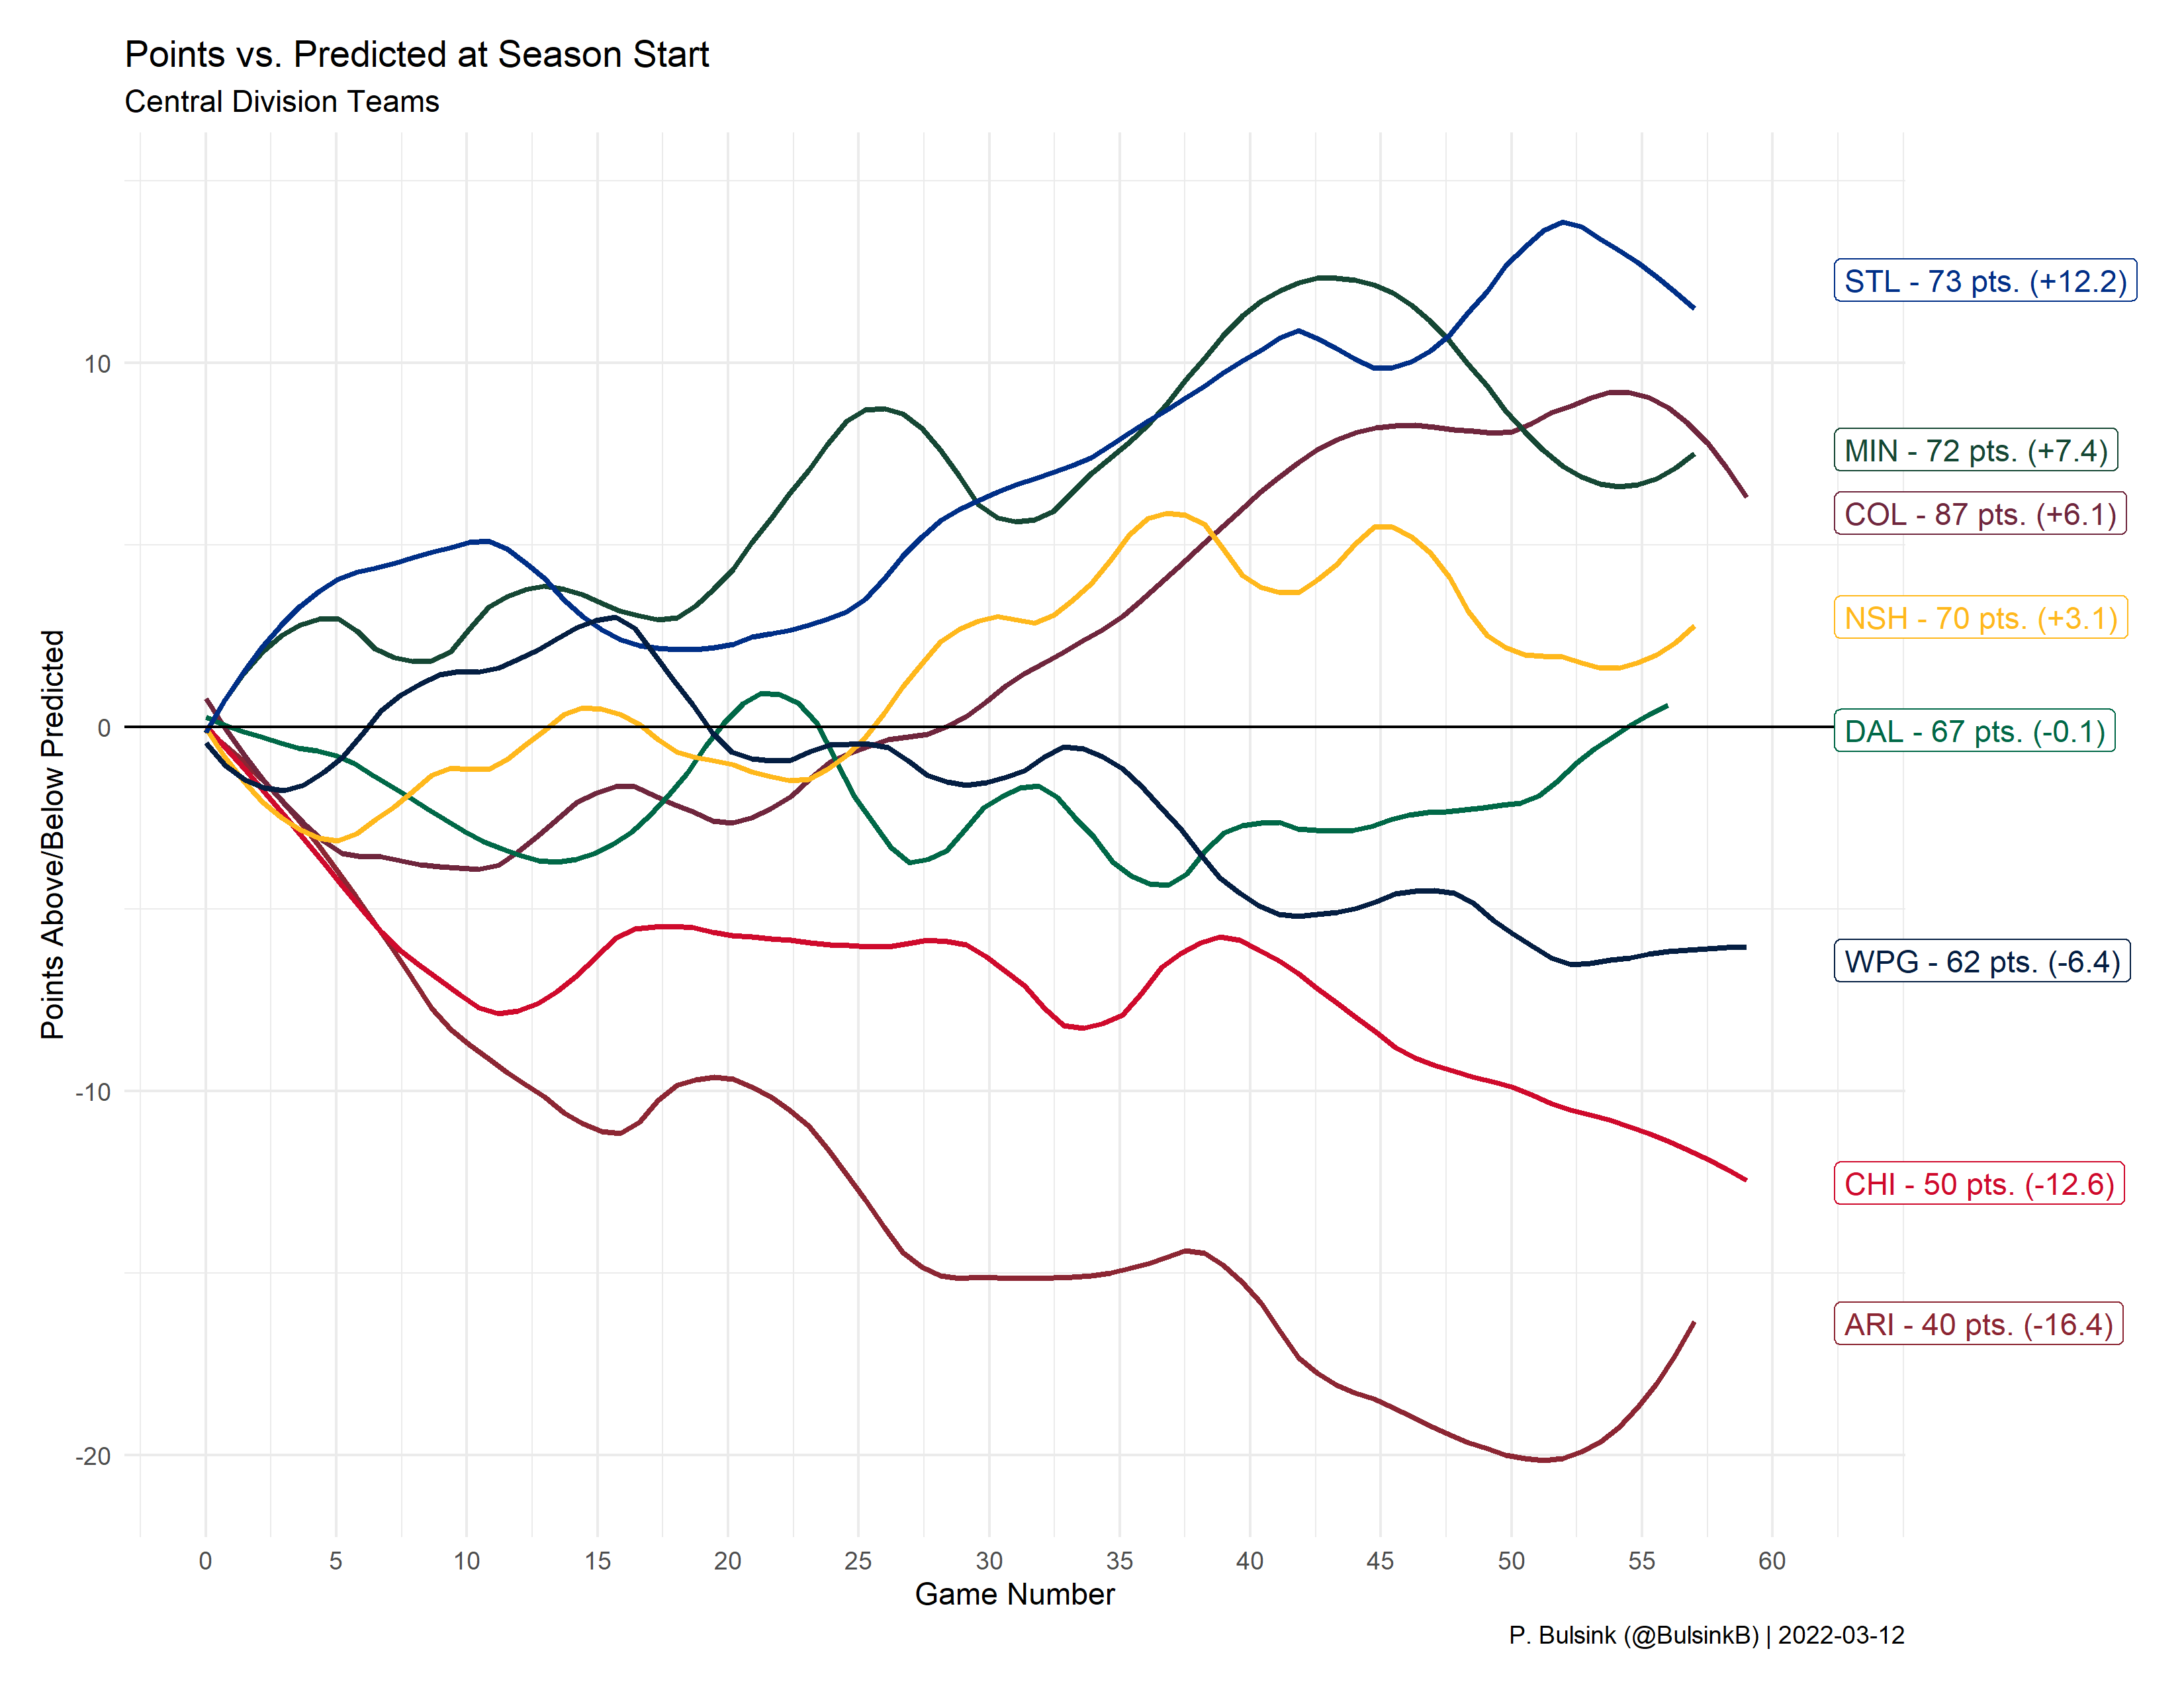 Points vs. Predicted at Season Start
Central Division Teams
Points Above/Below Predicted
10
0
-10
-20
STL - 73 pts. (+12.2)
MIN - 72 pts. (+7.4)
COL - 87 pts. (+6.1)
NSH - 70 pts. (+3.1)
DAL - 67 pts. (-0.1)
WPG - 62 pts. (-6.4)
CHI - 50 pts. (-12.6)
ARI - 40 pts. (-16.4)
0 5 10 15 20 25 30 35 40 45 50 55 60
Game Number
P. Bulsink (@BulsinkB) | 2022-03-12